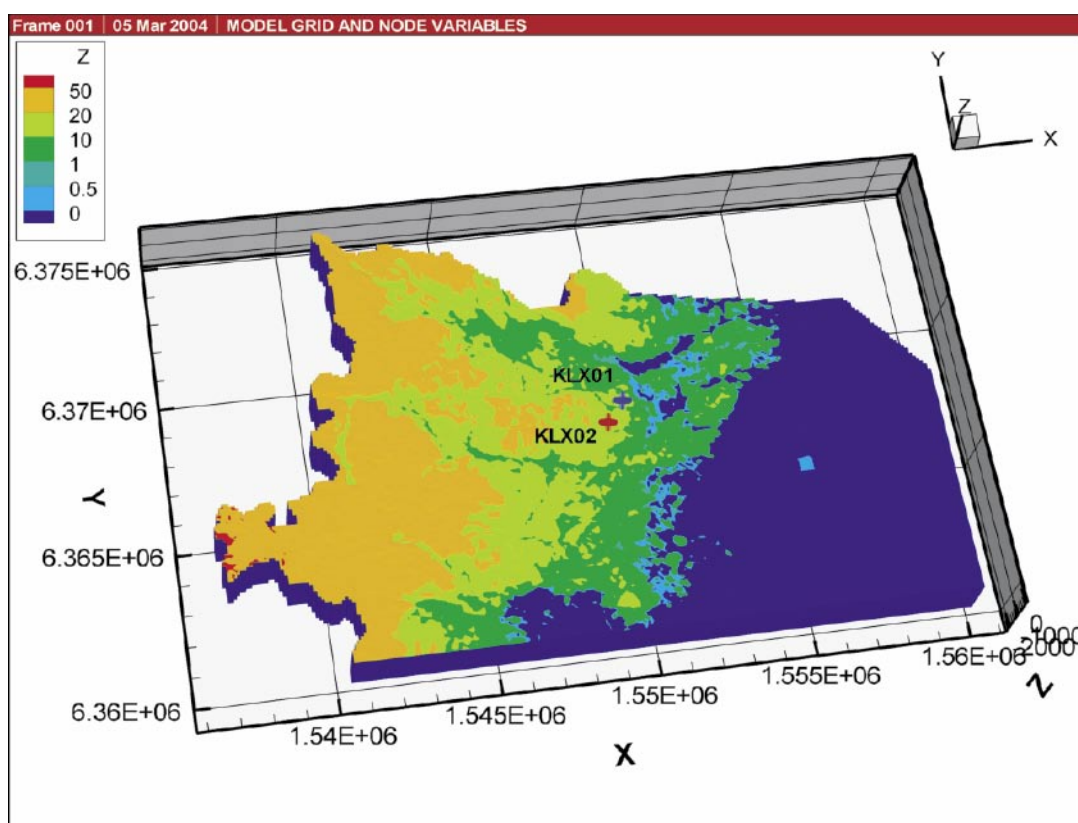 Frame 001 | 05 Mar 2004 | MODEL GRID AND NODE VARIABLES
Z
50
20
10
1
0.5
0
Y
Z
X
6.375E+06
6.37E+06
6.365E+06
6.36E+06
Y
KLX01
KLX02
1.54E+06
1.545E+06
1.55E+06
1.555E+06
1.56E+06
X
0
-1000
-2000
Z